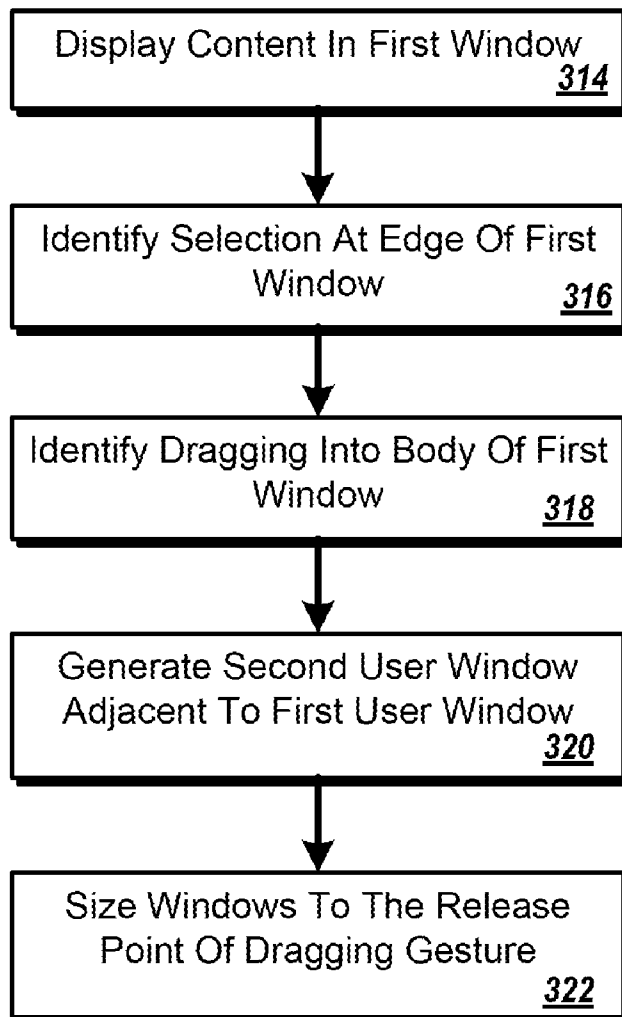 Display Content In First Window
314
Identify Selection At Edge Of First
Window
316
Identify Dragging Into Body Of First
Window
318
Generate Second User Window
Adjacent To First User Window
320
Size Windows To The Release
Point Of Dragging Gesture
322